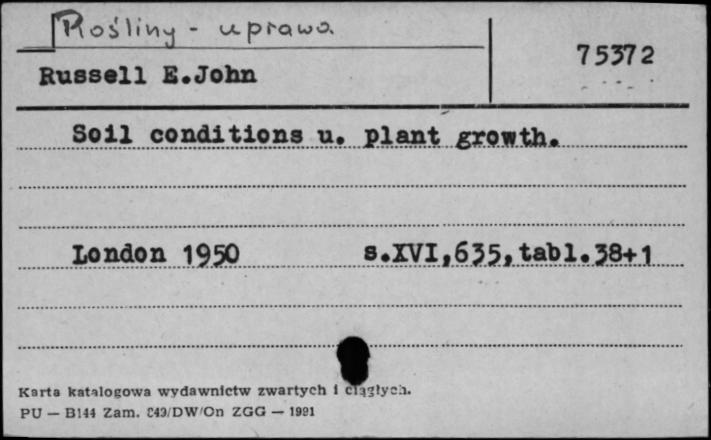 Rośliny - uprawa
75372
Russell E.John
Soil conditions u. plant growth.
London 1950 s.XVI,635,tabl.38+1
Karta katalogowa wydawnictw zwartych i ciągłych.
PU — B144 Zam. 849/DW/On ZGG — 1991